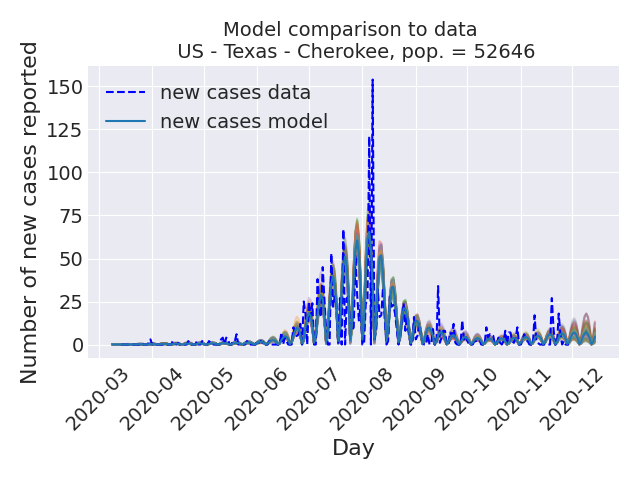 Model comparison to data
US - Texas - Cherokee, pop. = 52646
Number of new cases reported
150
125
100
75
50
25
0
new cases data
new cases model
2020-03
2020-04
2020-05
2020-06
2020-07
2020-08
2020-09
2020-10
2020-11
2020-12
Day